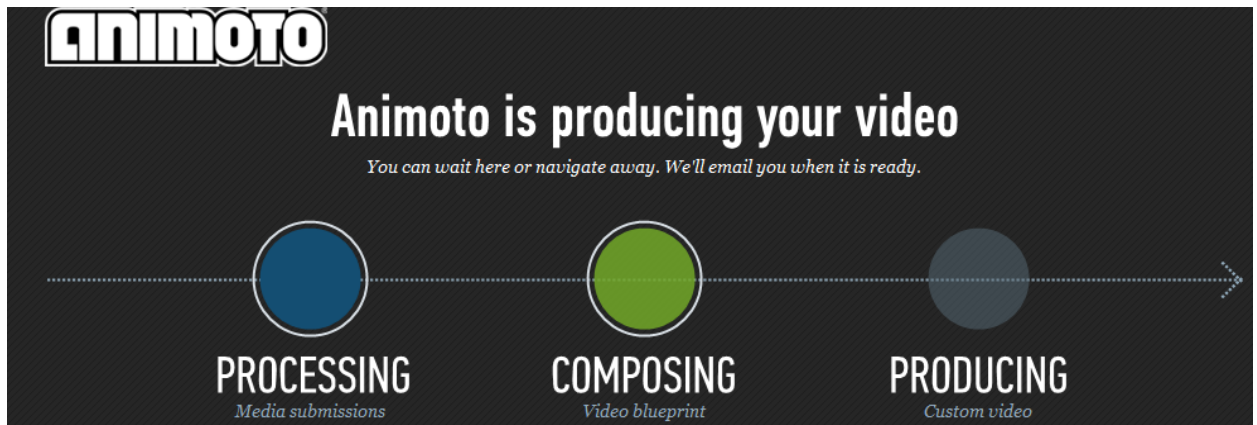 ANIMOTO
Animoto is producing your video
You can wait here or navigate away. We'll email you when it is ready.
PROCESSING COMPOSING PRODUCING
Media submissions Video blueprint Custom video